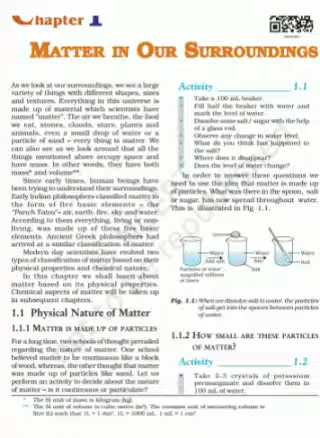 Chapter 1
MATTER IN OUR SURROUNDINGS
As we look at our surroundings, we see a large
variety of things with different shapes, sizes
and textures. Everything in this universe is
made up of material which scientists have
named "matter". The air we breathe, the food
we eat, stones, clouds, stars, plants and
animals, even a small drop of water or a
particle of sand – every thing is matter. We
can also see as we look around that all the
things mentioned above occupy space and
have mass. In other words, they have both
mass* and volume**.
Since early times, human beings have
been trying to understand their surroundings.
Early Indian philosophers classified matter in
the form of five basic elements – the
"Panch Tatva"– air, earth, fire, sky and water.
According to them everything, living or non-
living, was made up of these five basic
elements. Ancient Greek philosophers had
arrived at a similar classification of matter.
Modern day scientists have evolved two
types of classification of matter based on their
physical properties and chemical nature.
In this chapter we shall learn about
matter based on its physical properties.
Chemical aspects of matter will be taken up
in subsequent chapters.
1.1 Physical Nature of Matter
1.1.1 MATTER IS MADE UP OF PARTICLES
For a long time, two schools of thought prevailed
regarding the nature of matter. One school
believed matter to be continuous like a block
of wood, whereas, the other thought that matter
was made up of particles like sand. Let us
perform an activity to decide about the nature
of matter – is it continuous or particulate?
Activity 1.1
• Take a 100 mL beaker.
• Fill half the beaker with water and
mark the level of water.
• Dissolve some salt/ sugar with the help
of a glass rod.
• Observe any change in water level.
• What do you think has happened to
the salt?
• Where does it disappear?
• Does the level of water change?
In order to answer these questions we
need to use the idea that matter is made up
of particles. What was there in the spoon, salt
or sugar, has now spread throughout water.
This is illustrated in Fig. 1.1.
Water
Water
Water
Salt
Salt
Fig. 1.1: When we dissolve salt in water, the particles
of salt get into the spaces between particles
of water.
1.1.2 HOW SMALL ARE THESE PARTICLES
OF MATTER?
Activity 1.2
• Take 2–3 crystals of potassium
permanganate and dissolve them in
100 mL of water.
* The SI unit of mass is kilogram (kg).
** The SI unit of volume is cubic metre (m³). The common unit of measuring volume is
litre (L) such that 1L = 1 dm³, 1L = 1000 mL, 1 mL = 1 cm³.